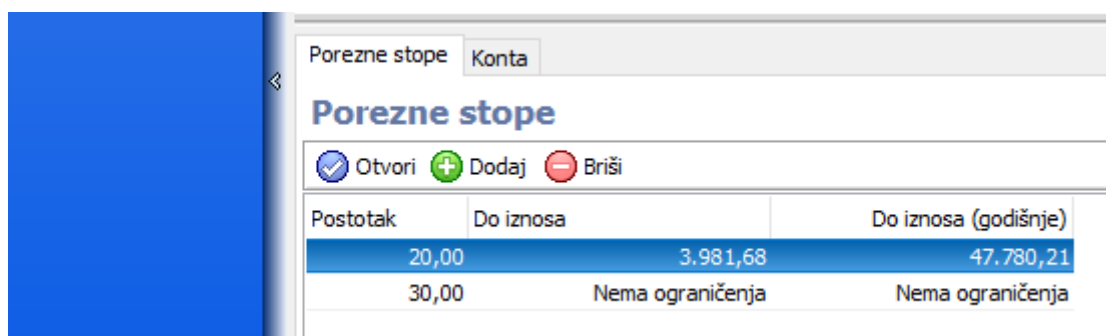 Porezne stope Konta
Porezne stope
Otvori Dodaj Briši
Postotak Do iznosa Do iznosa (godišnje)
20,00 3.981,68 47.780,21
30,00 Nema ograničenja Nema ograničenja